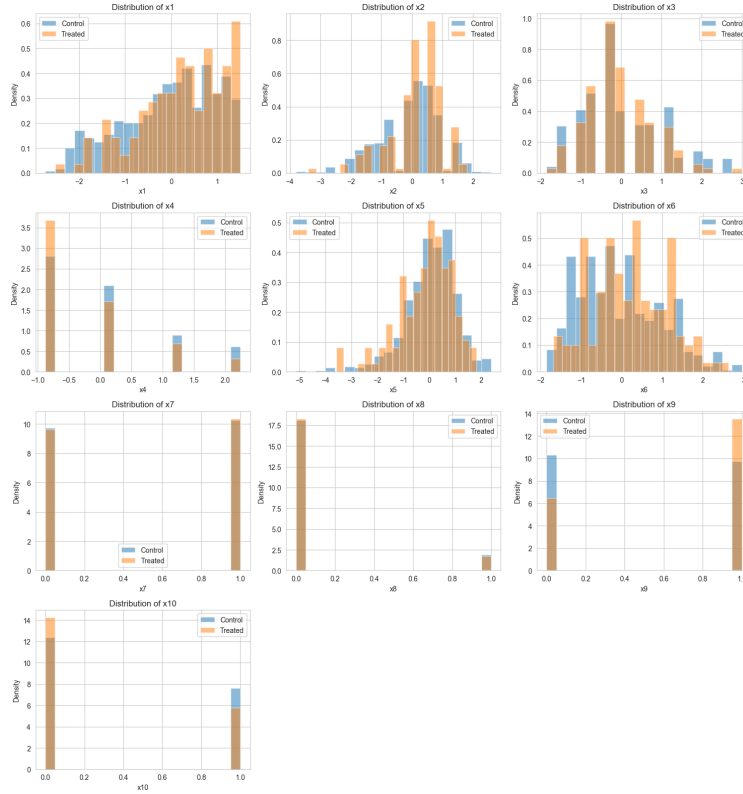 Distribution of x1
Density
0.6
0.5
0.4
0.3
0.2
0.1
0.0
Control
Treated
−2
−1
0
1
x1
Distribution of x2
Density
0.8
0.6
0.4
0.2
0.0
Control
Treated
−4
−3
−2
−1
0
1
2
x2
Distribution of x3
Density
1.0
0.8
0.6
0.4
0.2
0.0
Control
Treated
−2
−1
0
1
2
3
x3
Distribution of x4
Density
3.5
3.0
2.5
2.0
1.5
1.0
0.5
0.0
Control
Treated
−1.0
−0.5
0.0
0.5
1.0
1.5
2.0
x4
Distribution of x5
Density
0.5
0.4
0.3
0.2
0.1
0.0
Control
Treated
−5
−4
−3
−2
−1
0
1
2
x5
Distribution of x6
Density
0.5
0.4
0.3
0.2
0.1
0.0
Control
Treated
−2
−1
0
1
2
3
x6
Distribution of x7
Density
10
8
6
4
2
0
Control
Treated
0.0
0.2
0.4
0.6
0.8
1.0
x7
Distribution of x8
Density
17.5
15.0
12.5
10.0
7.5
5.0
2.5
0.0
Control
Treated
0.0
0.2
0.4
0.6
0.8
1.0
x8
Distribution of x9
Density
14
12
10
8
6
4
2
0
Control
Treated
0.0
0.2
0.4
0.6
0.8
1.0
x9
Distribution of x10
Density
14
12
10
8
6
4
2
0
Control
Treated
0.0
0.2
0.4
0.6
0.8
1.0
x10